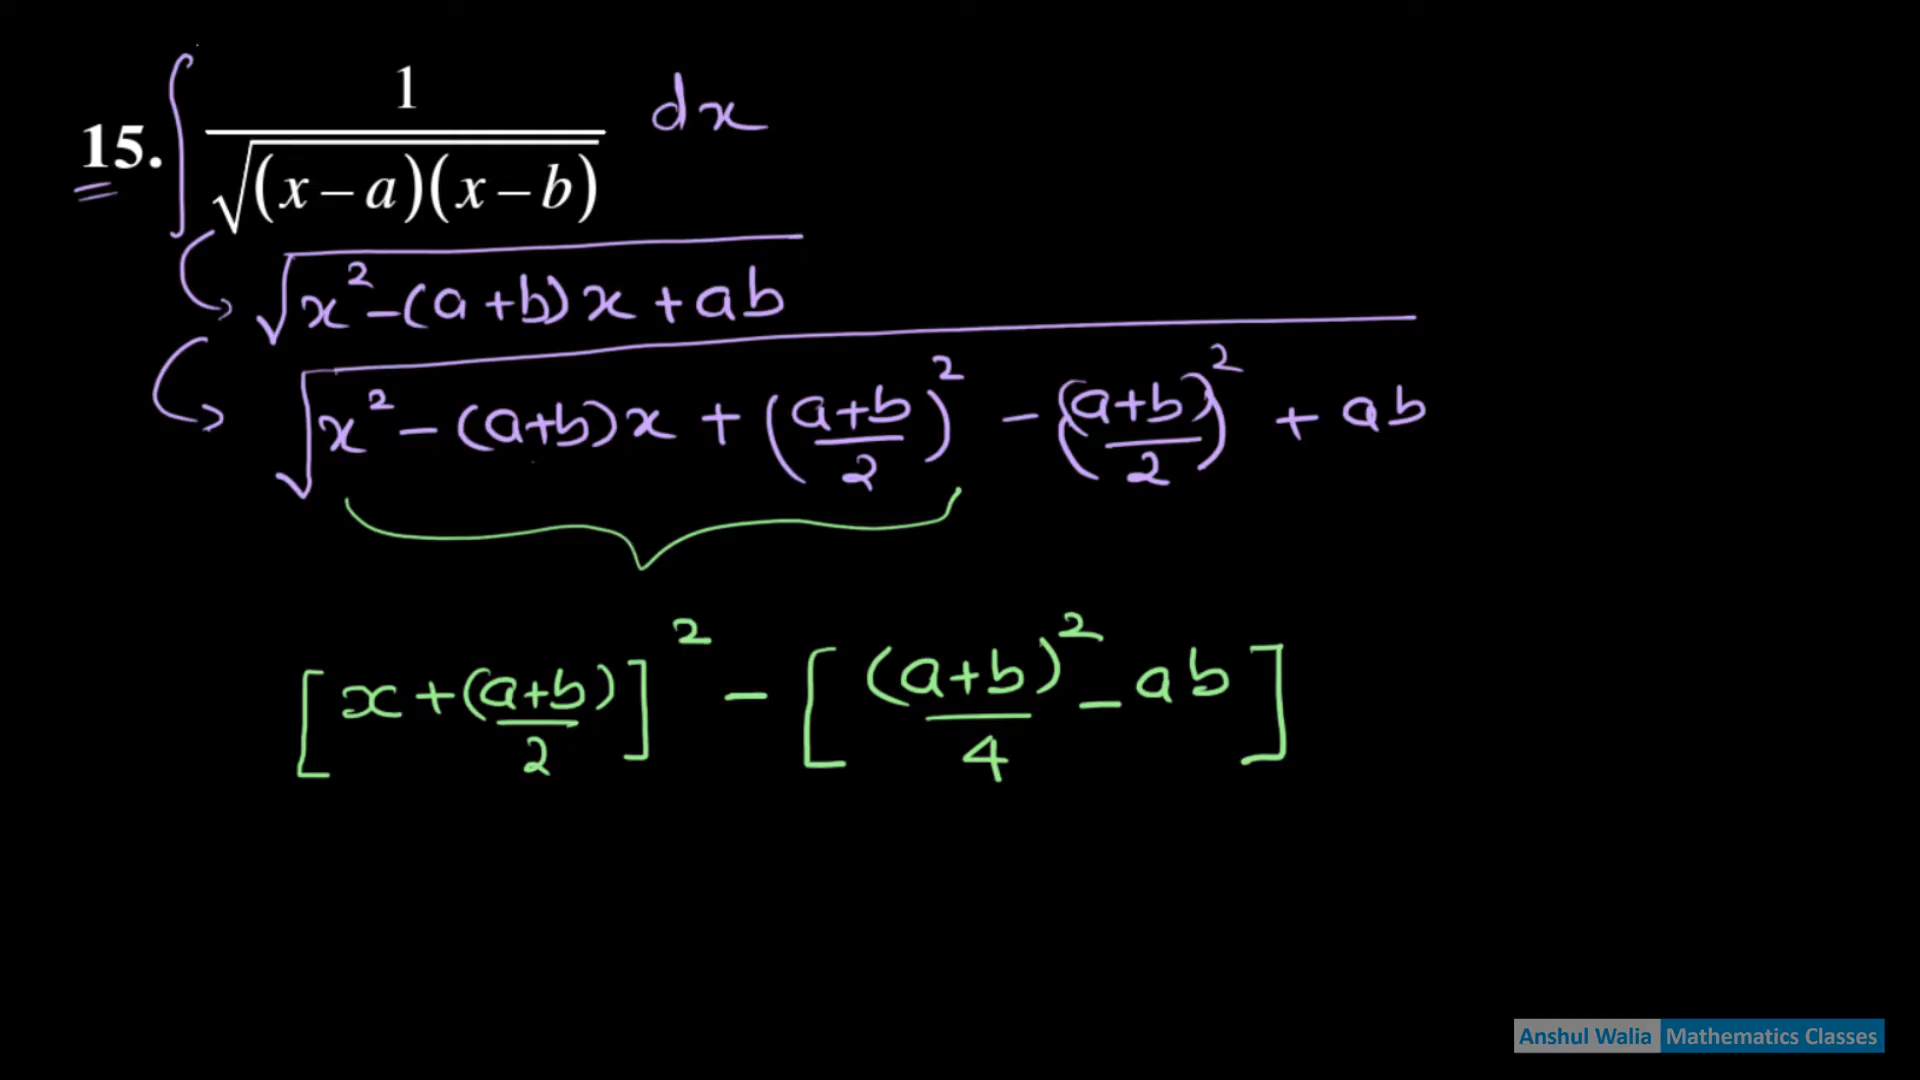 15. ∫ 1/√((x−a)(x−b)) dx
√(x² −(a+b)x + ab)
√(x² − (a+b)x + ((a+b)/2)² − ((a+b)/2)² + ab)
[x + (a+b)/2]² − [(a+b)²/4 − ab]
Anshul Walia Mathematics Classes